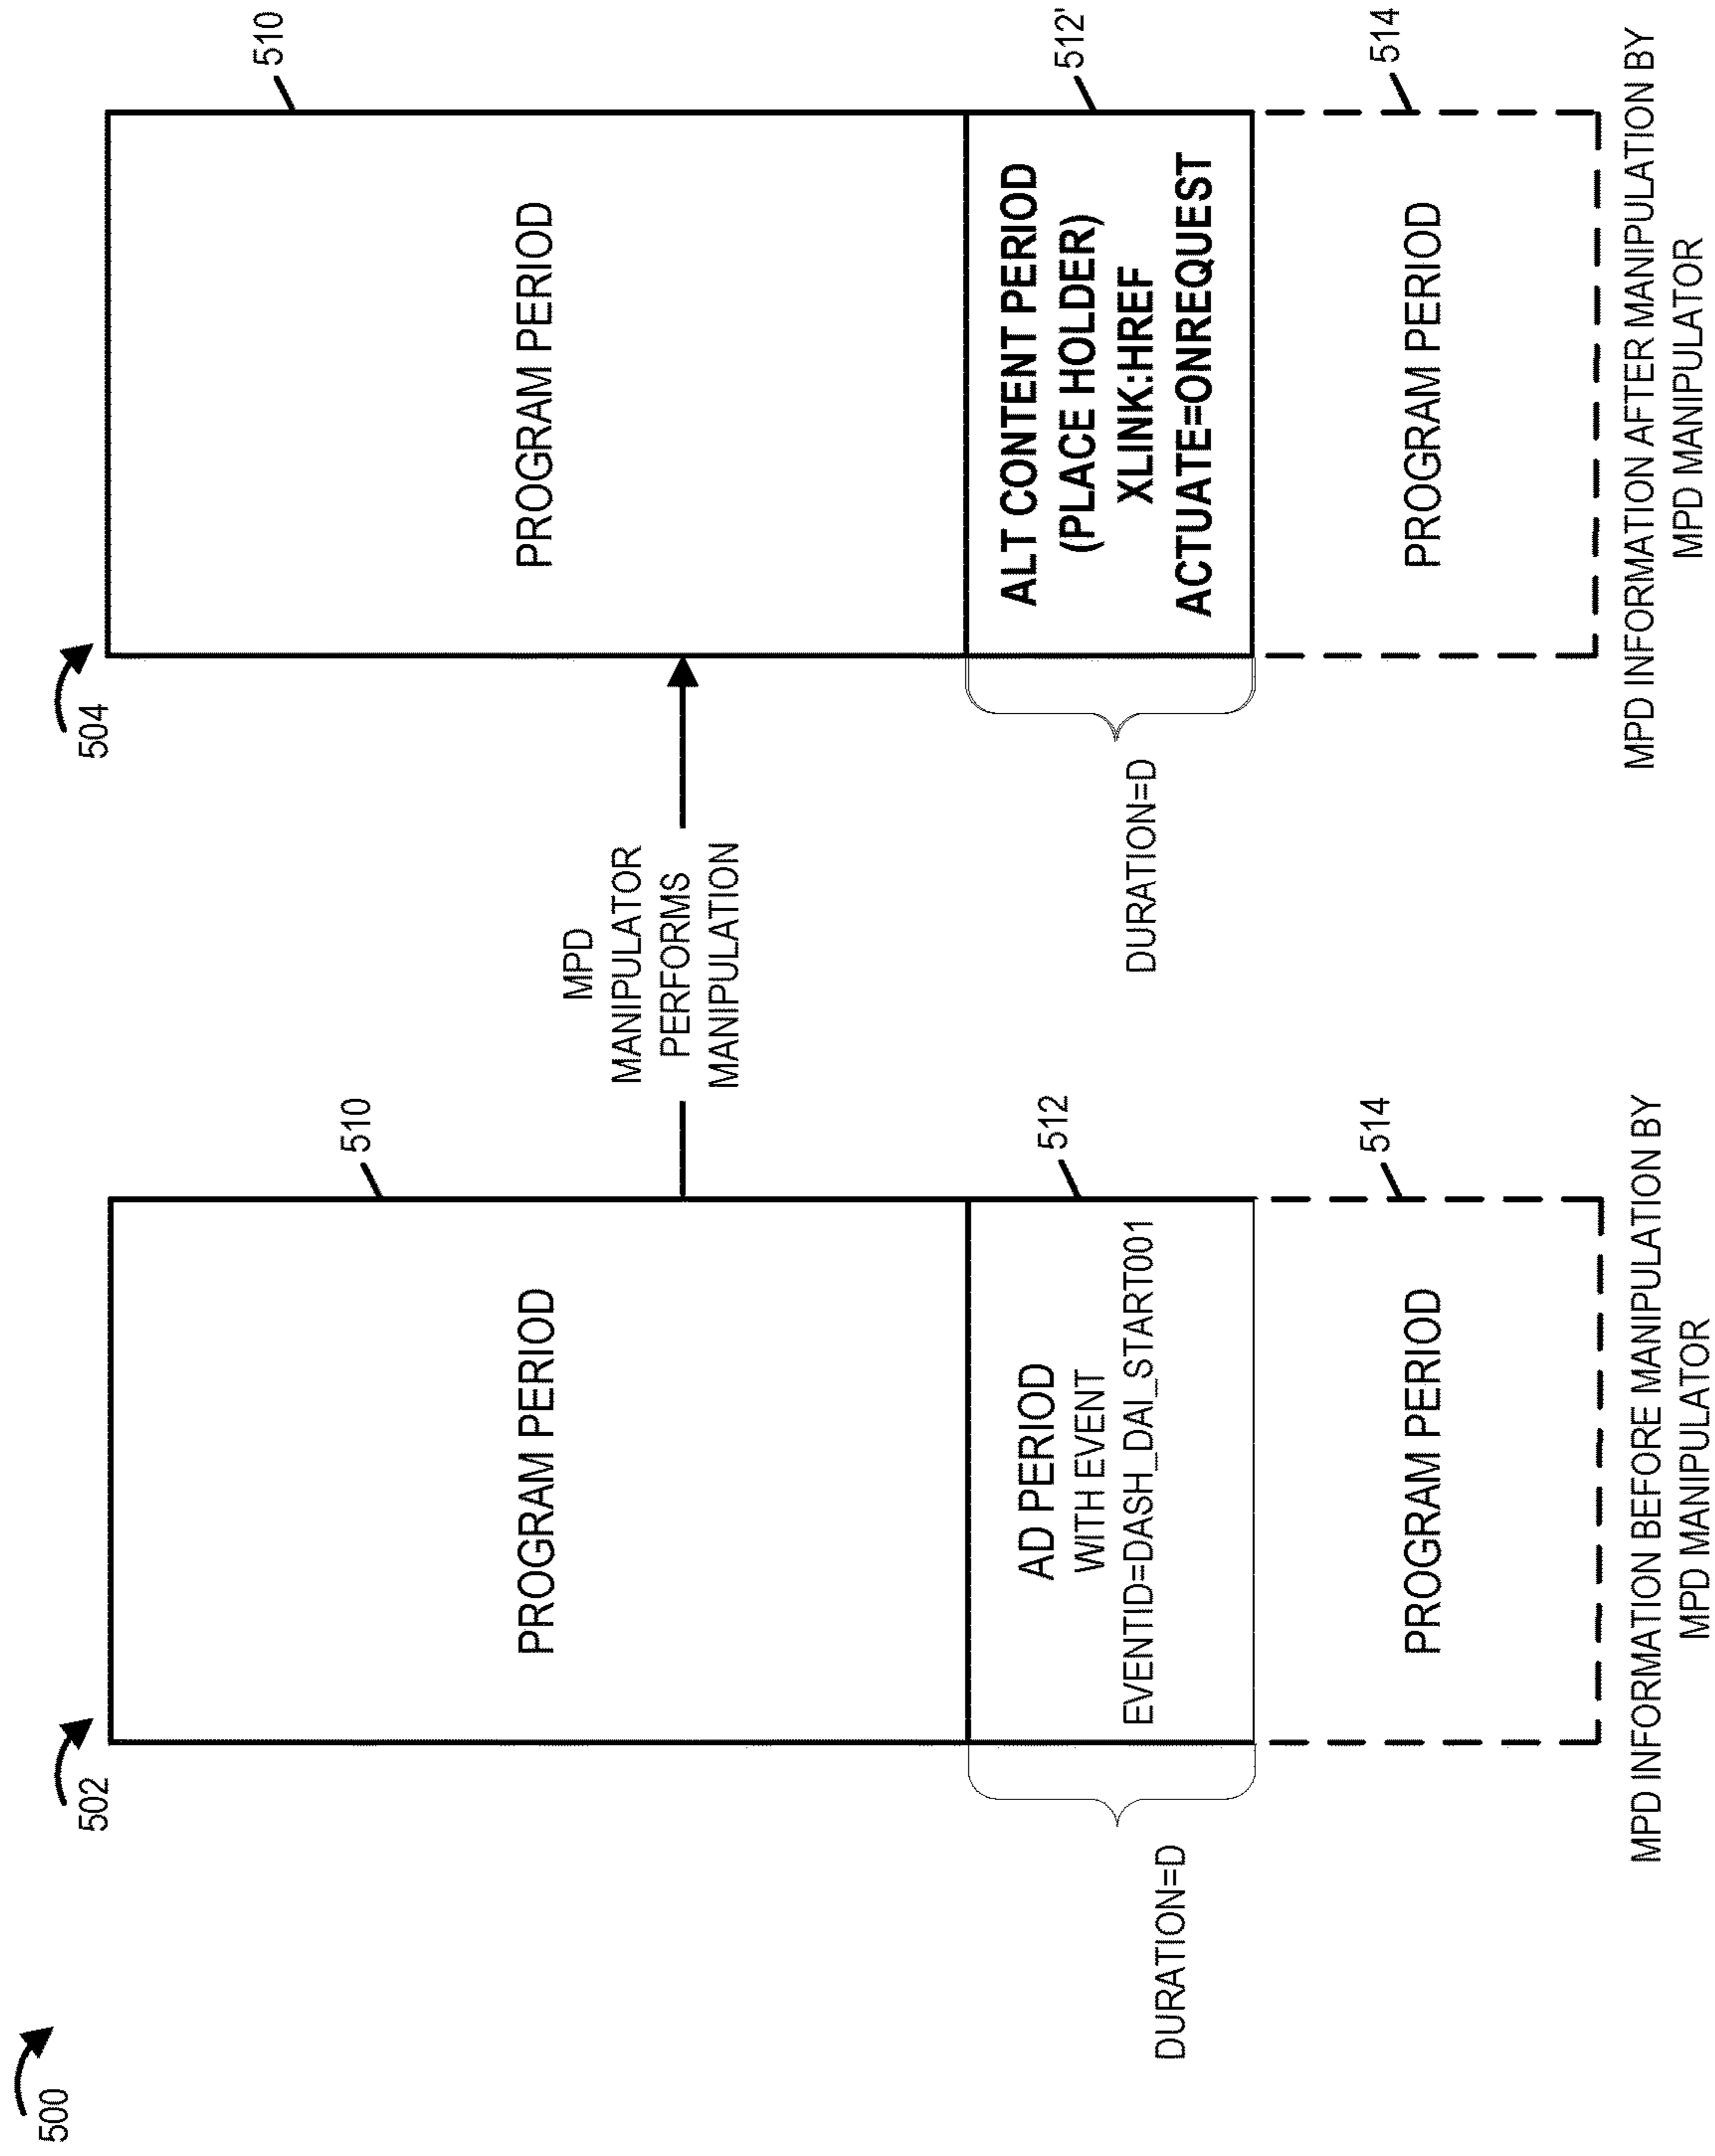 500
502
510
PROGRAM PERIOD
512
AD PERIOD
WITH EVENT
EVENTID=DASH_DAI_START001
DURATION=D
514
PROGRAM PERIOD
MPD INFORMATION BEFORE MANIPULATION BY
MPD MANIPULATOR
MPD
MANIPULATOR
PERFORMS
MANIPULATION
504
510
PROGRAM PERIOD
512'
ALT CONTENT PERIOD
(PLACE HOLDER)
XLINK:HREF
ACTUATE=ONREQUEST
DURATION=D
514
PROGRAM PERIOD
MPD INFORMATION AFTER MANIPULATION BY
MPD MANIPULATOR